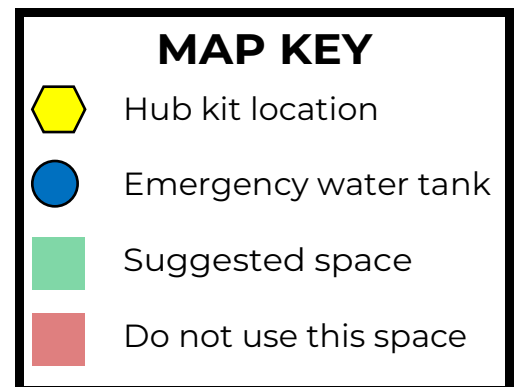 MAP KEY
Hub kit location
Emergency water tank
Suggested space
Do not use this space